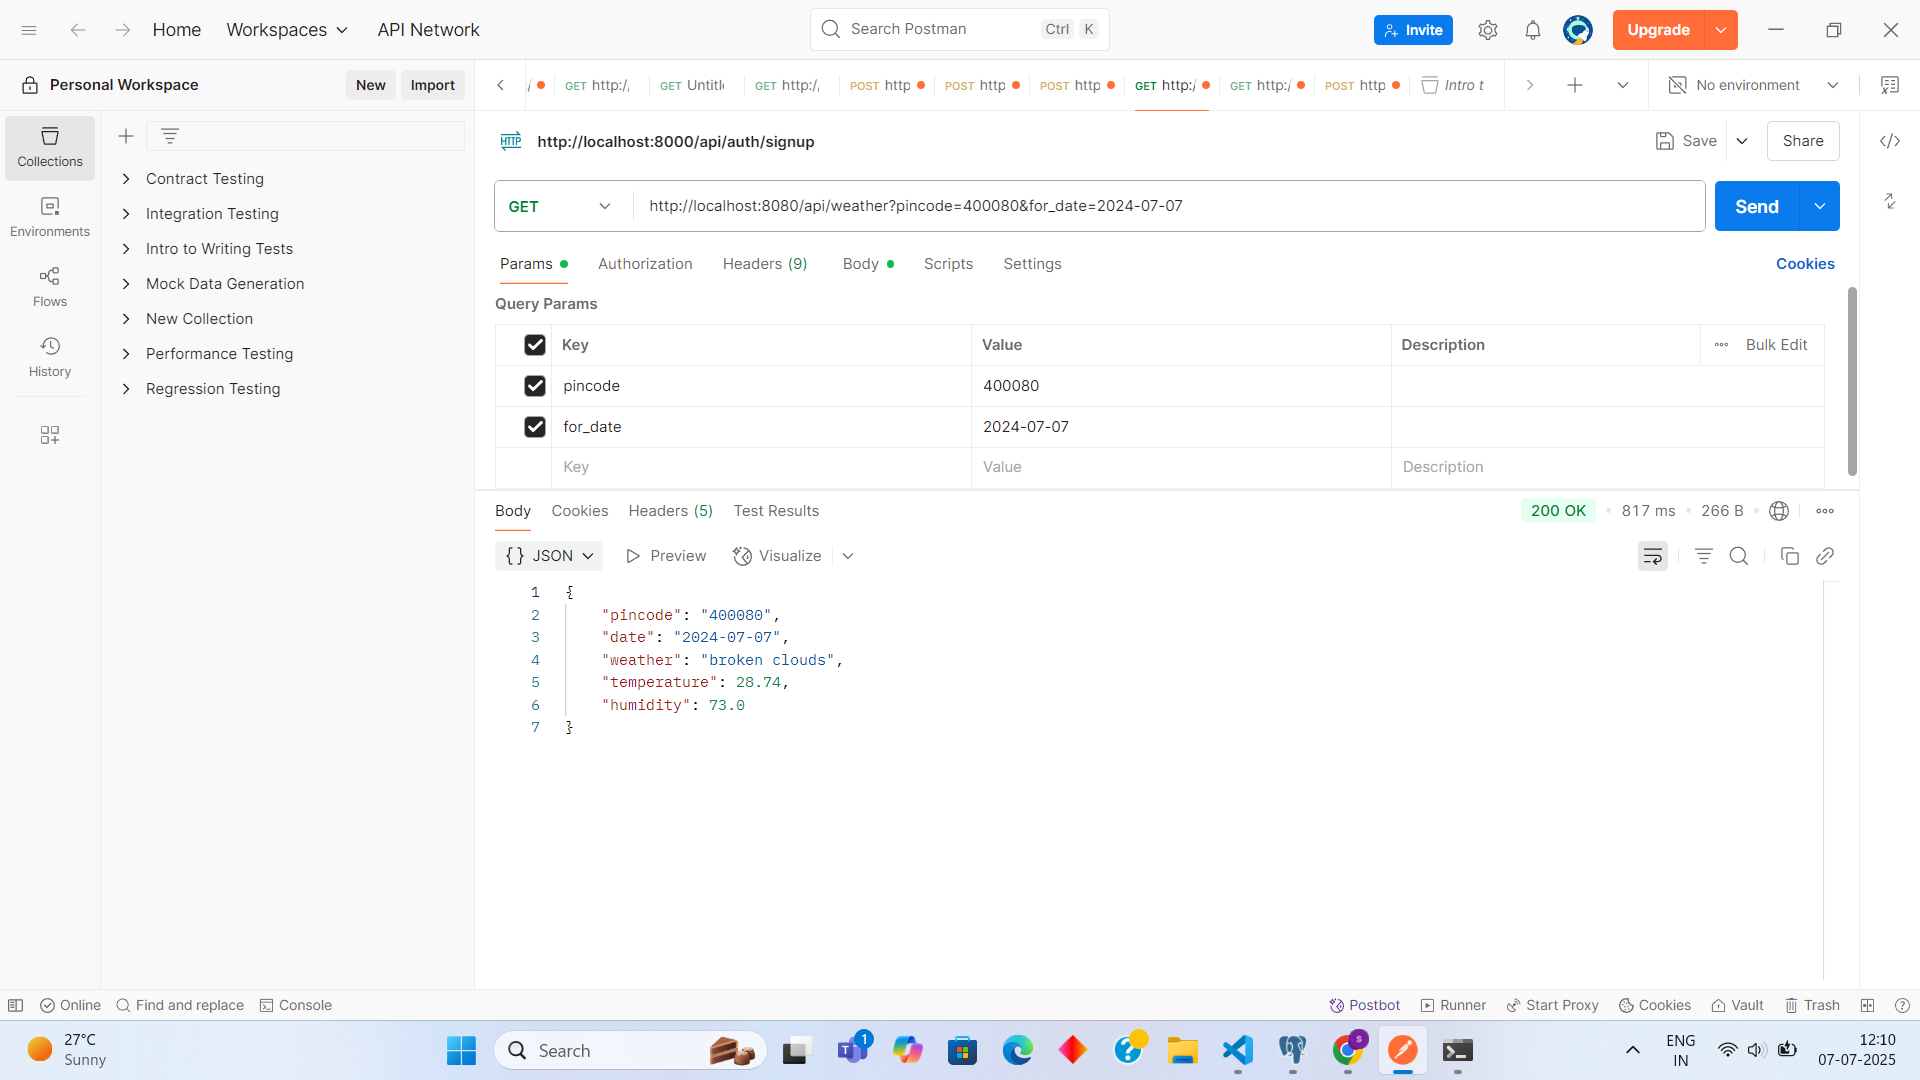 Home Workspaces API Network Search Postman Ctrl K Invite Upgrade
Personal Workspace New Import
/ GET http:/, GET Untitle GET http:/, POST http POST http POST http GET http:/ GET http:/ POST http Intro t No environment
Collections
Environments
Flows
History
Contract Testing
Integration Testing
Intro to Writing Tests
Mock Data Generation
New Collection
Performance Testing
Regression Testing
HTTP http://localhost:8000/api/auth/signup Save Share
GET http://localhost:8080/api/weather?pincode=400080&for_date=2024-07-07 Send
Params Authorization Headers (9) Body Scripts Settings Cookies
Query Params
Key Value Description Bulk Edit
pincode 400080
for_date 2024-07-07
Key Value Description
Body Cookies Headers (5) Test Results 200 OK 817 ms 266 B
{} JSON Preview Visualize
1 {
2 "pincode": "400080",
3 "date": "2024-07-07",
4 "weather": "broken clouds",
5 "temperature": 28.74,
6 "humidity": 73.0
7 }
Online Find and replace Console Postbot Runner Start Proxy Cookies Vault Trash
27°C
Sunny
Search
1
S
ENG
IN
12:10
07-07-2025